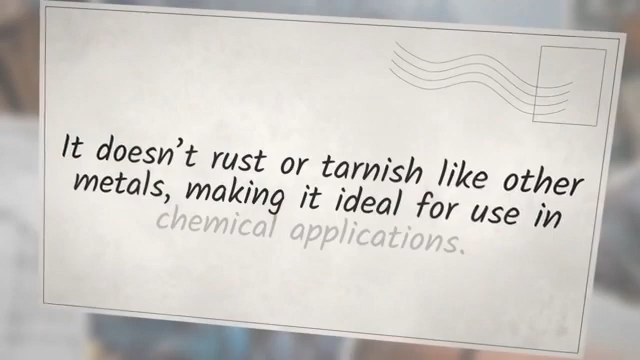 It doesn't rust or tarnish like other
metals, making it ideal for use in
chemical applications.